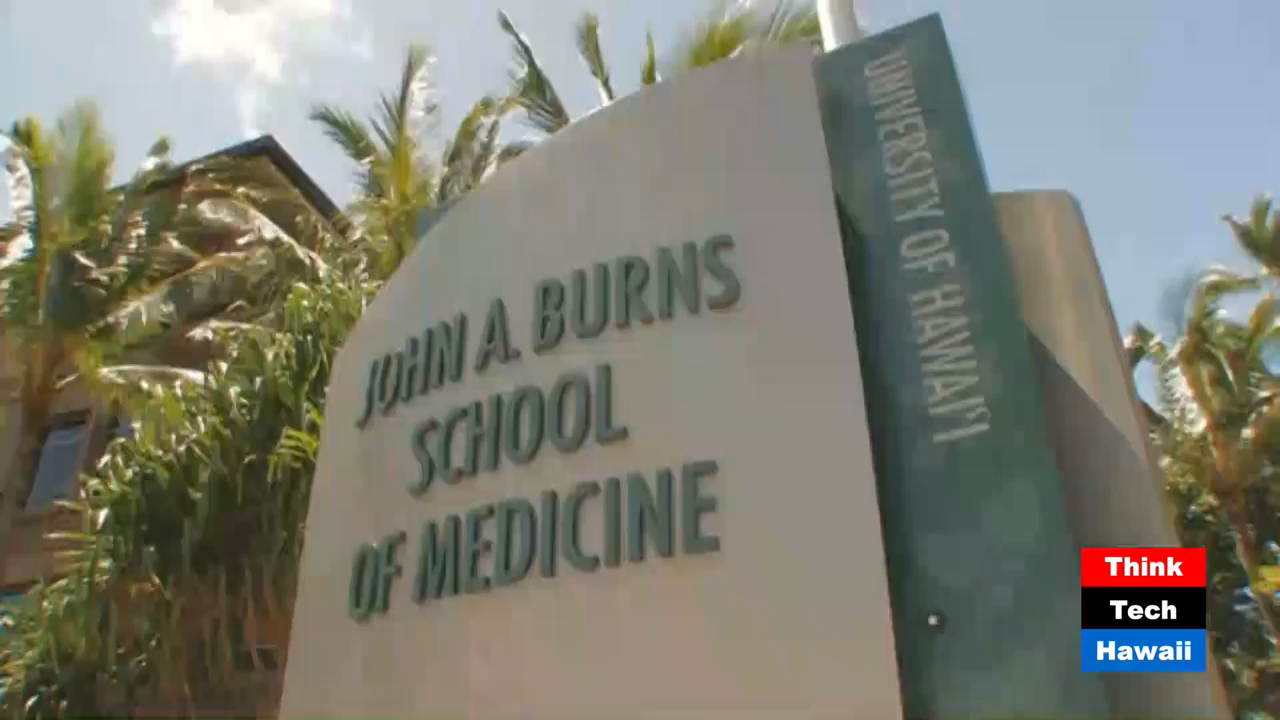 JOHN A. BURNS
SCHOOL
OF MEDICINE
UNIVERSITY OF HAWAI‘I
Think
Tech
Hawaii